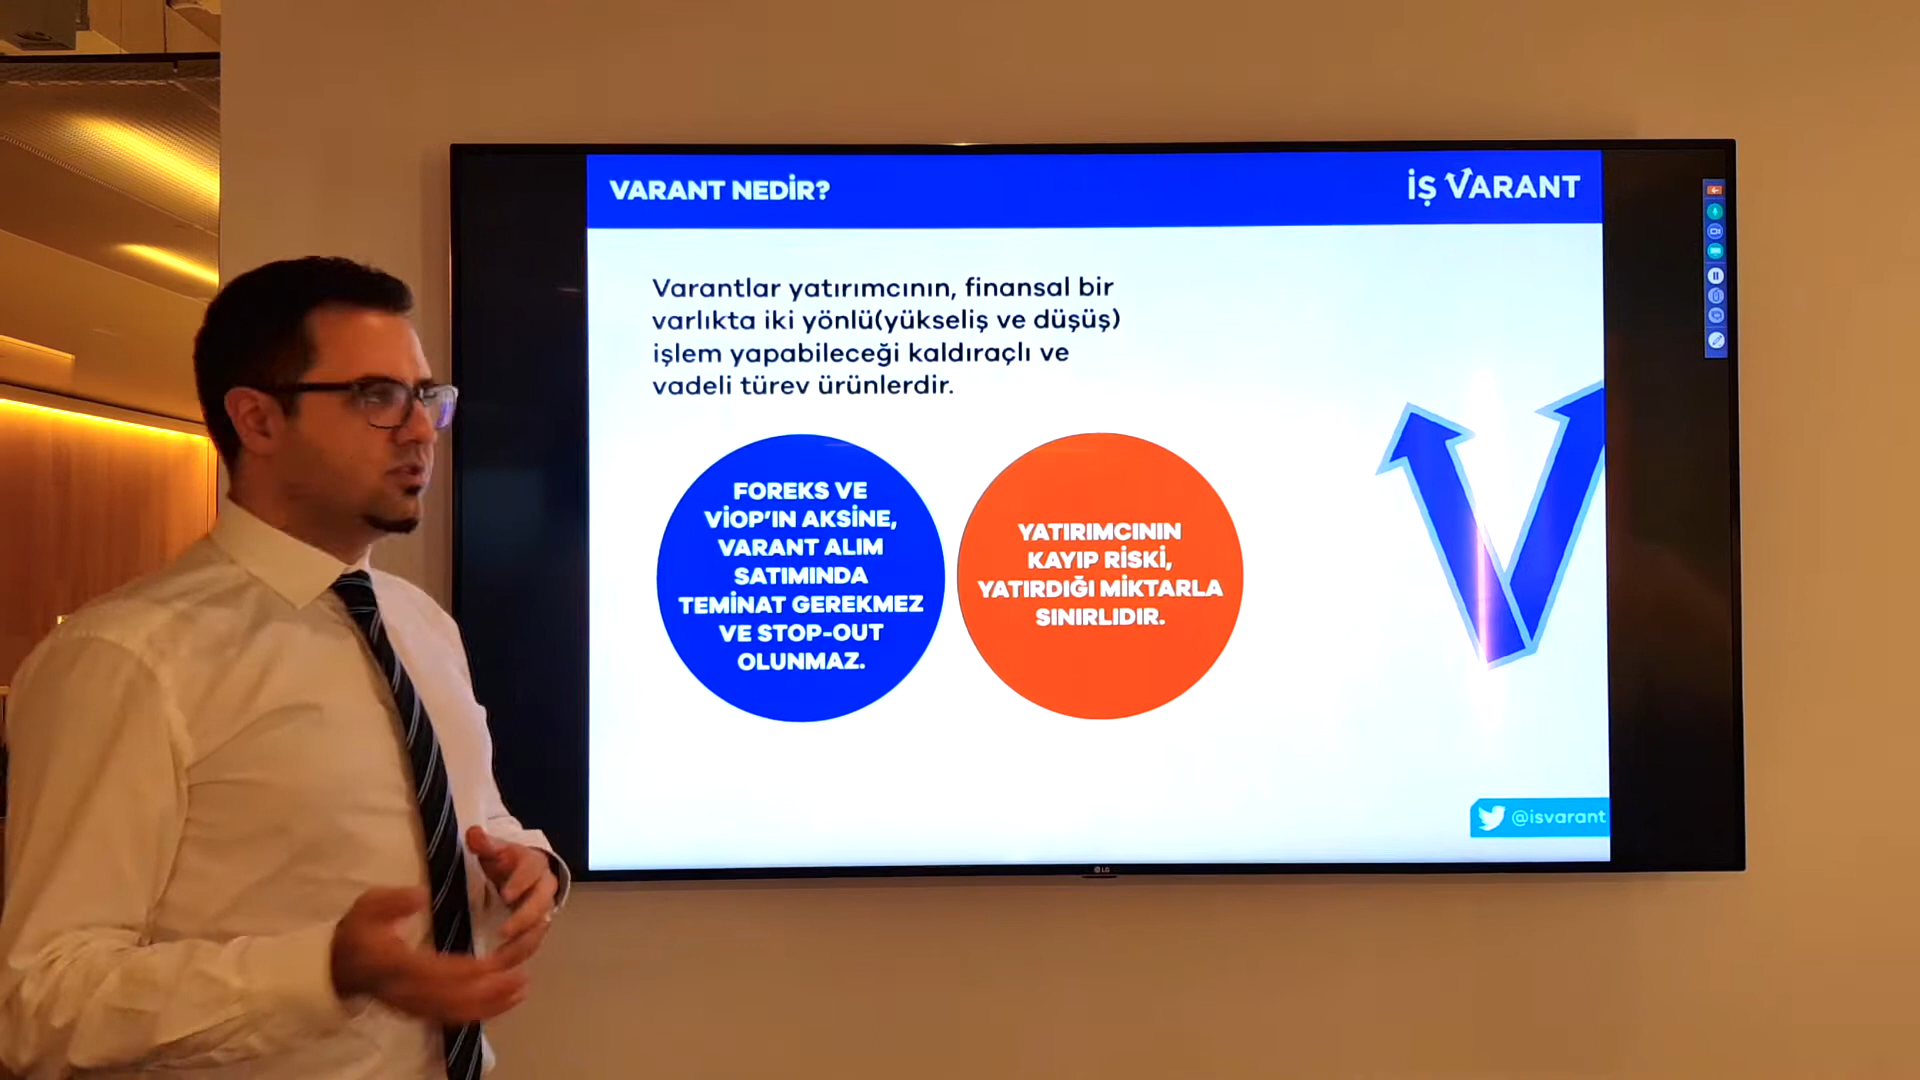 VARANT NEDİR?
İŞ VARANT
Varantlar yatırımcının, finansal bir
varlıkta iki yönlü(yükseliş ve düşüş)
işlem yapabileceği kaldıraçlı ve
vadeli türev ürünlerdir.
FOREKS VE
VİOP'IN AKSİNE,
VARANT ALIM
SATIMINDA
TEMİNAT GEREKMEZ
VE STOP-OUT
OLUNMAZ.
YATIRIMCININ
KAYIP RİSKİ,
YATIRDIĞI MİKTARLA
SINIRLIDIR.
@isvarant
LG